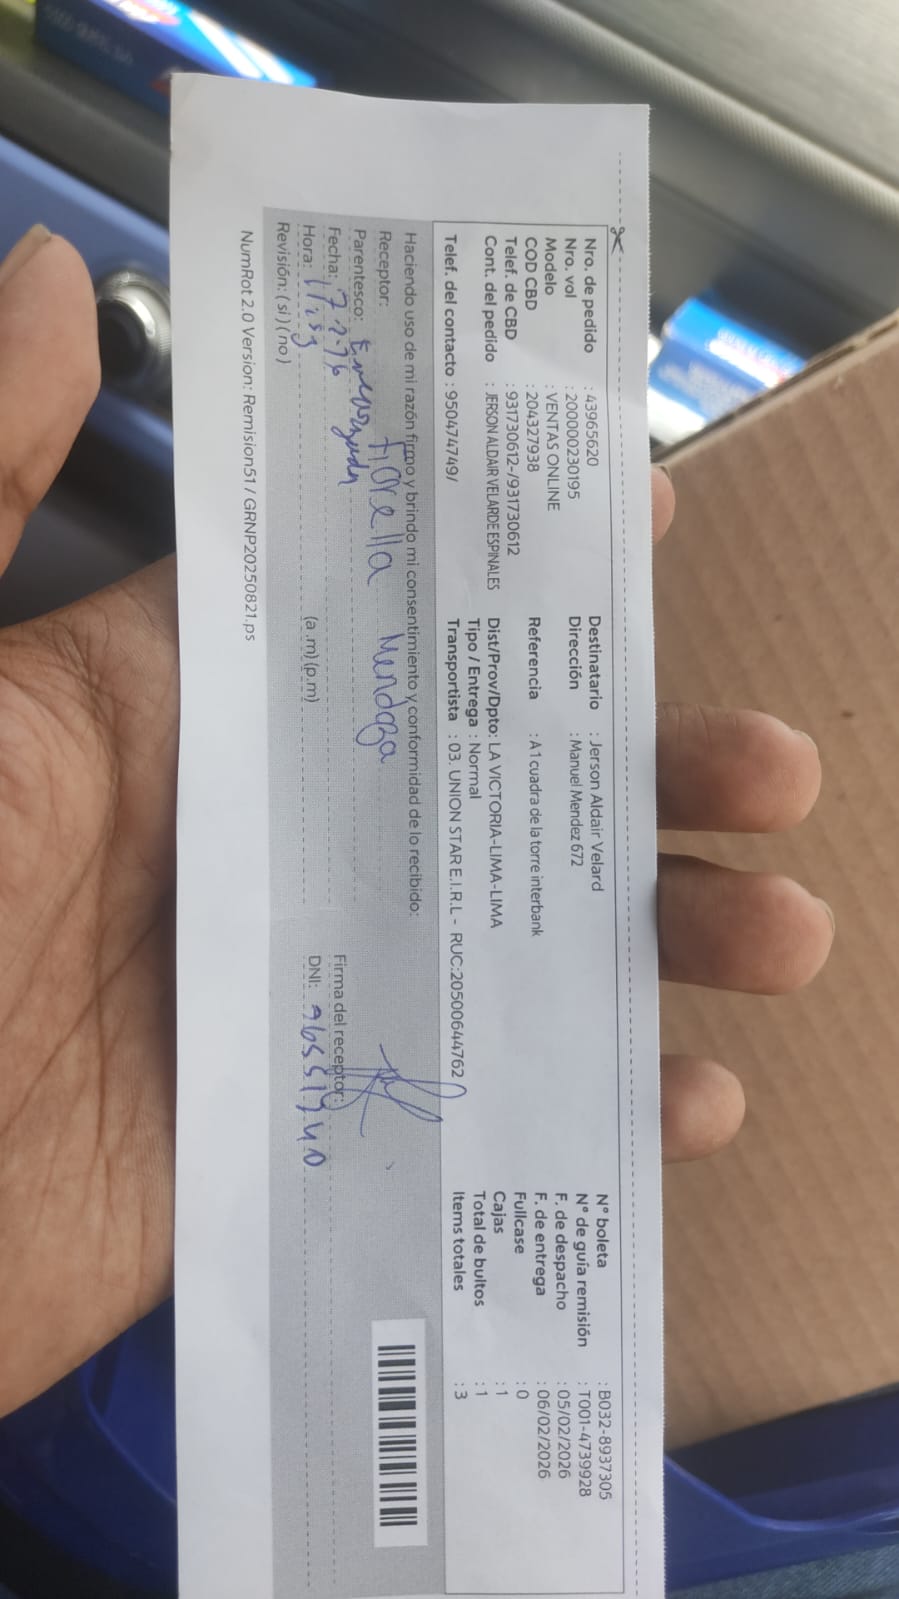 Nro. de pedido : 43965620
Nro. vol : 200000230195
Modelo : VENTAS ONLINE
COD CBD : 204327938
Telef. de CBD : 931730612-/931730612
Cont. del pedido : JERSON ALDAIR VELARDE ESPINALES
Telef. del contacto : 950474749/
Destinatario : Jerson Aldair Velard
Dirección : Manuel Mendez 672
Referencia : A 1 cuadra de la torre interbank
Dist/Prov/Dpto: LA VICTORIA-LIMA-LIMA
Tipo / Entrega : Normal
Transportista : 03. UNION STAR E.I.R.L - RUC:20500644762
N° boleta : B032-8937305
N° de guía remisión : T001-4739928
F. de despacho : 05/02/2026
F. de entrega : 06/02/2026
Fullcase : 0
Cajas : 1
Total de bultos : 1
Items totales : 3
Haciendo uso de mi razón firmo y brindo mi consentimiento y conformidad de lo recibido:
Receptor: Fiorella Mendoza
Parentesco: Encargada
Fecha:
Hora: (a.m) (p.m)
Revisión: ( si ) ( no )
Firma del receptor:
DNI:
NumRot 2.0 Version: Remision51 / GRNP20250821.ps